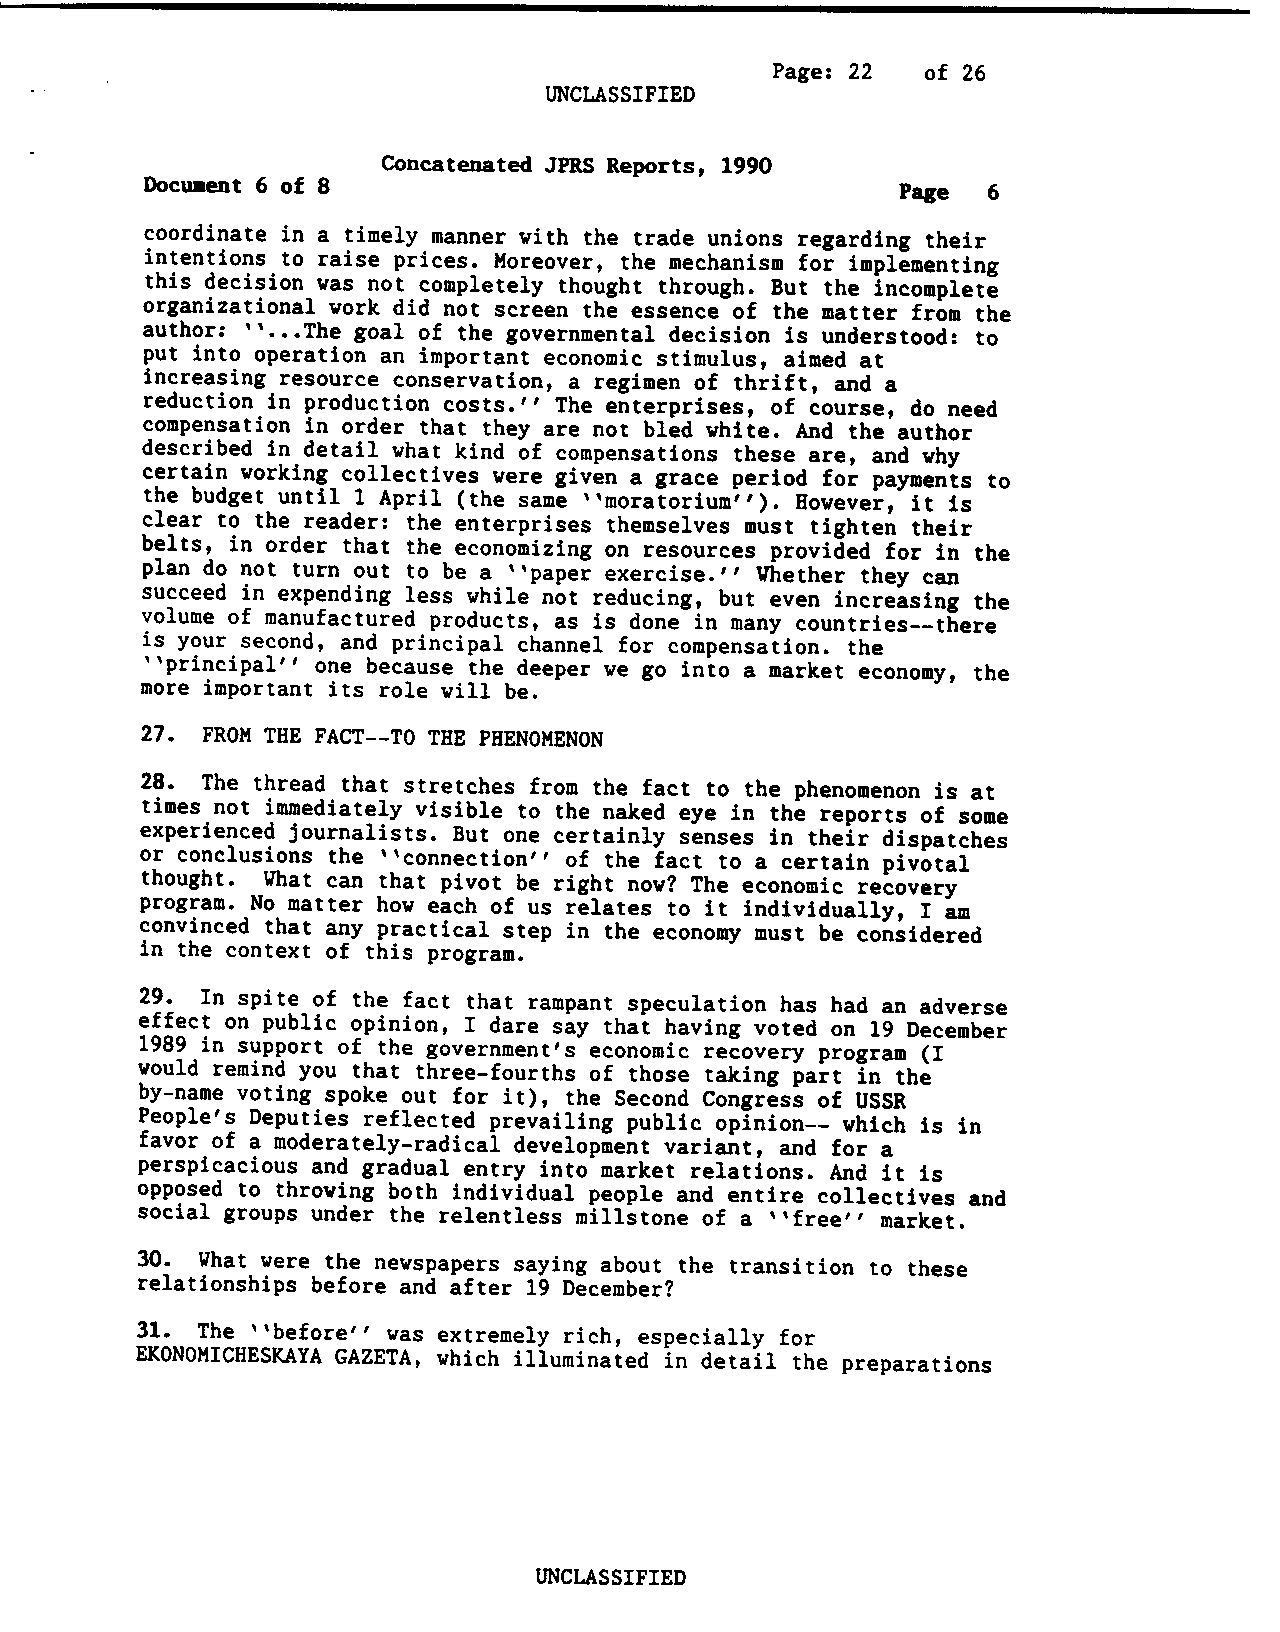 Page: 22 of 26
UNCLASSIFIED
Concatenated JPRS Reports, 1990
Document 6 of 8 Page 6
coordinate in a timely manner with the trade unions regarding their
intentions to raise prices. Moreover, the mechanism for implementing
this decision was not completely thought through. But the incomplete
organizational work did not screen the essence of the matter from the
author: ''...The goal of the governmental decision is understood: to
put into operation an important economic stimulus, aimed at
increasing resource conservation, a regimen of thrift, and a
reduction in production costs.'' The enterprises, of course, do need
compensation in order that they are not bled white. And the author
described in detail what kind of compensations these are, and why
certain working collectives were given a grace period for payments to
the budget until 1 April (the same ''moratorium''). However, it is
clear to the reader: the enterprises themselves must tighten their
belts, in order that the economizing on resources provided for in the
plan do not turn out to be a ''paper exercise.'' Whether they can
succeed in expending less while not reducing, but even increasing the
volume of manufactured products, as is done in many countries--there
is your second, and principal channel for compensation. the
''principal'' one because the deeper we go into a market economy, the
more important its role will be.
27. FROM THE FACT--TO THE PHENOMENON
28. The thread that stretches from the fact to the phenomenon is at
times not immediately visible to the naked eye in the reports of some
experienced journalists. But one certainly senses in their dispatches
or conclusions the ''connection'' of the fact to a certain pivotal
thought. What can that pivot be right now? The economic recovery
program. No matter how each of us relates to it individually, I am
convinced that any practical step in the economy must be considered
in the context of this program.
29. In spite of the fact that rampant speculation has had an adverse
effect on public opinion, I dare say that having voted on 19 December
1989 in support of the government's economic recovery program (I
would remind you that three-fourths of those taking part in the
by-name voting spoke out for it), the Second Congress of USSR
People's Deputies reflected prevailing public opinion-- which is in
favor of a moderately-radical development variant, and for a
perspicacious and gradual entry into market relations. And it is
opposed to throwing both individual people and entire collectives and
social groups under the relentless millstone of a ''free'' market.
30. What were the newspapers saying about the transition to these
relationships before and after 19 December?
31. The ''before'' was extremely rich, especially for
EKONOMICHESKAYA GAZETA, which illuminated in detail the preparations
UNCLASSIFIED